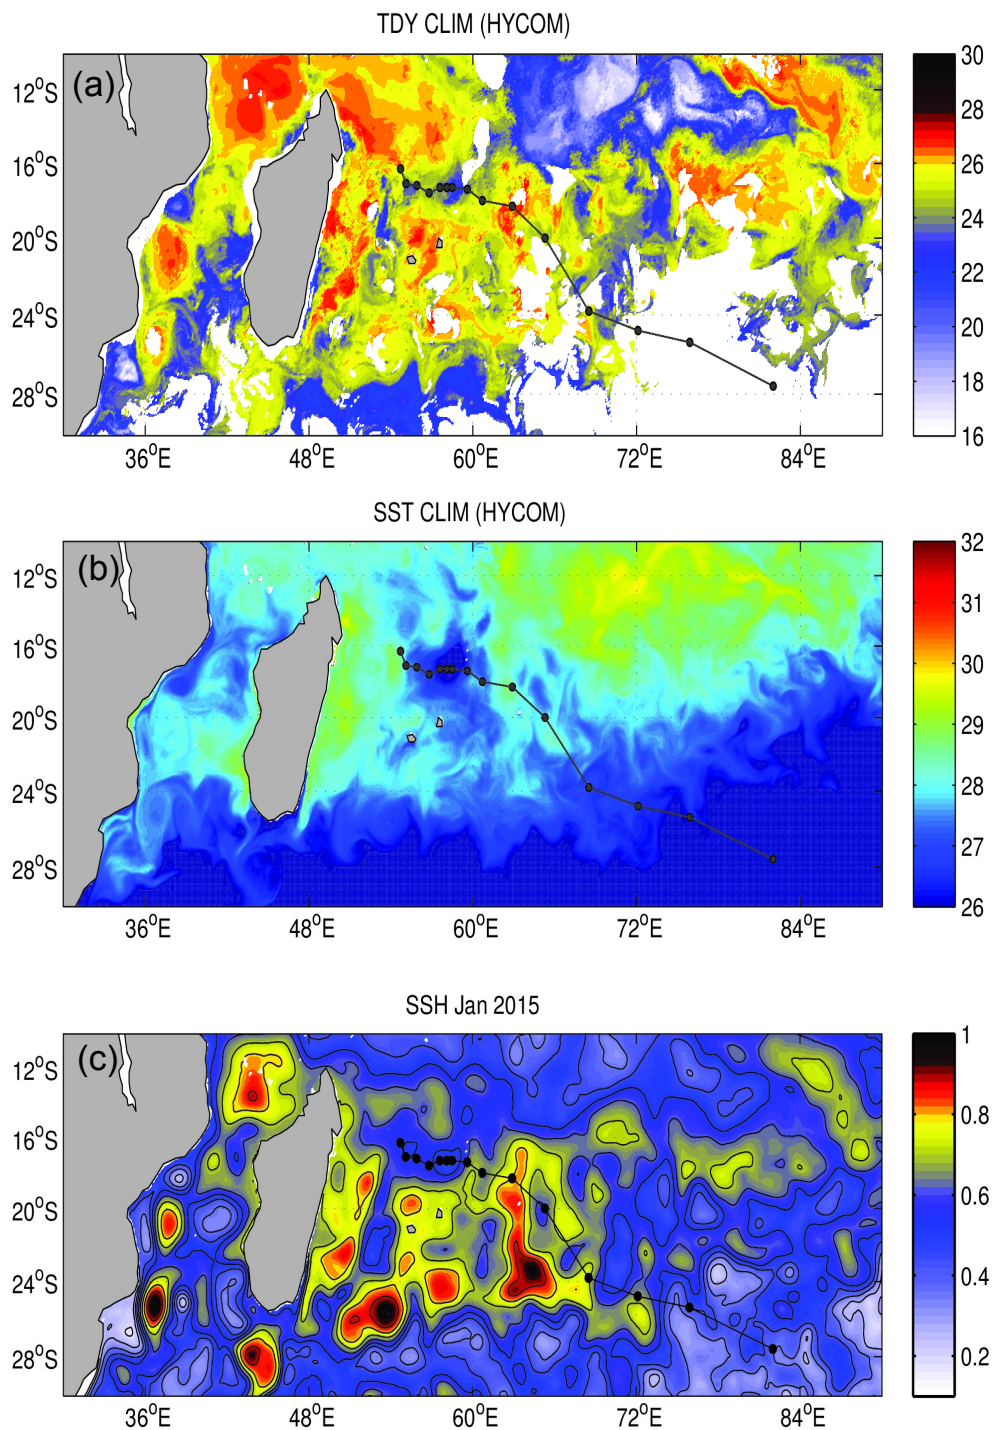 TDY CLIM (HYCOM)
(a)
12°S
16°S
20°S
24°S
28°S
36°E 48°E 60°E 72°E 84°E
30
28
26
24
22
20
18
16
SST CLIM (HYCOM)
(b)
12°S
16°S
20°S
24°S
28°S
36°E 48°E 60°E 72°E 84°E
32
31
30
29
28
27
26
SSH Jan 2015
(c)
12°S
16°S
20°S
24°S
28°S
36°E 48°E 60°E 72°E 84°E
1
0.8
0.6
0.4
0.2